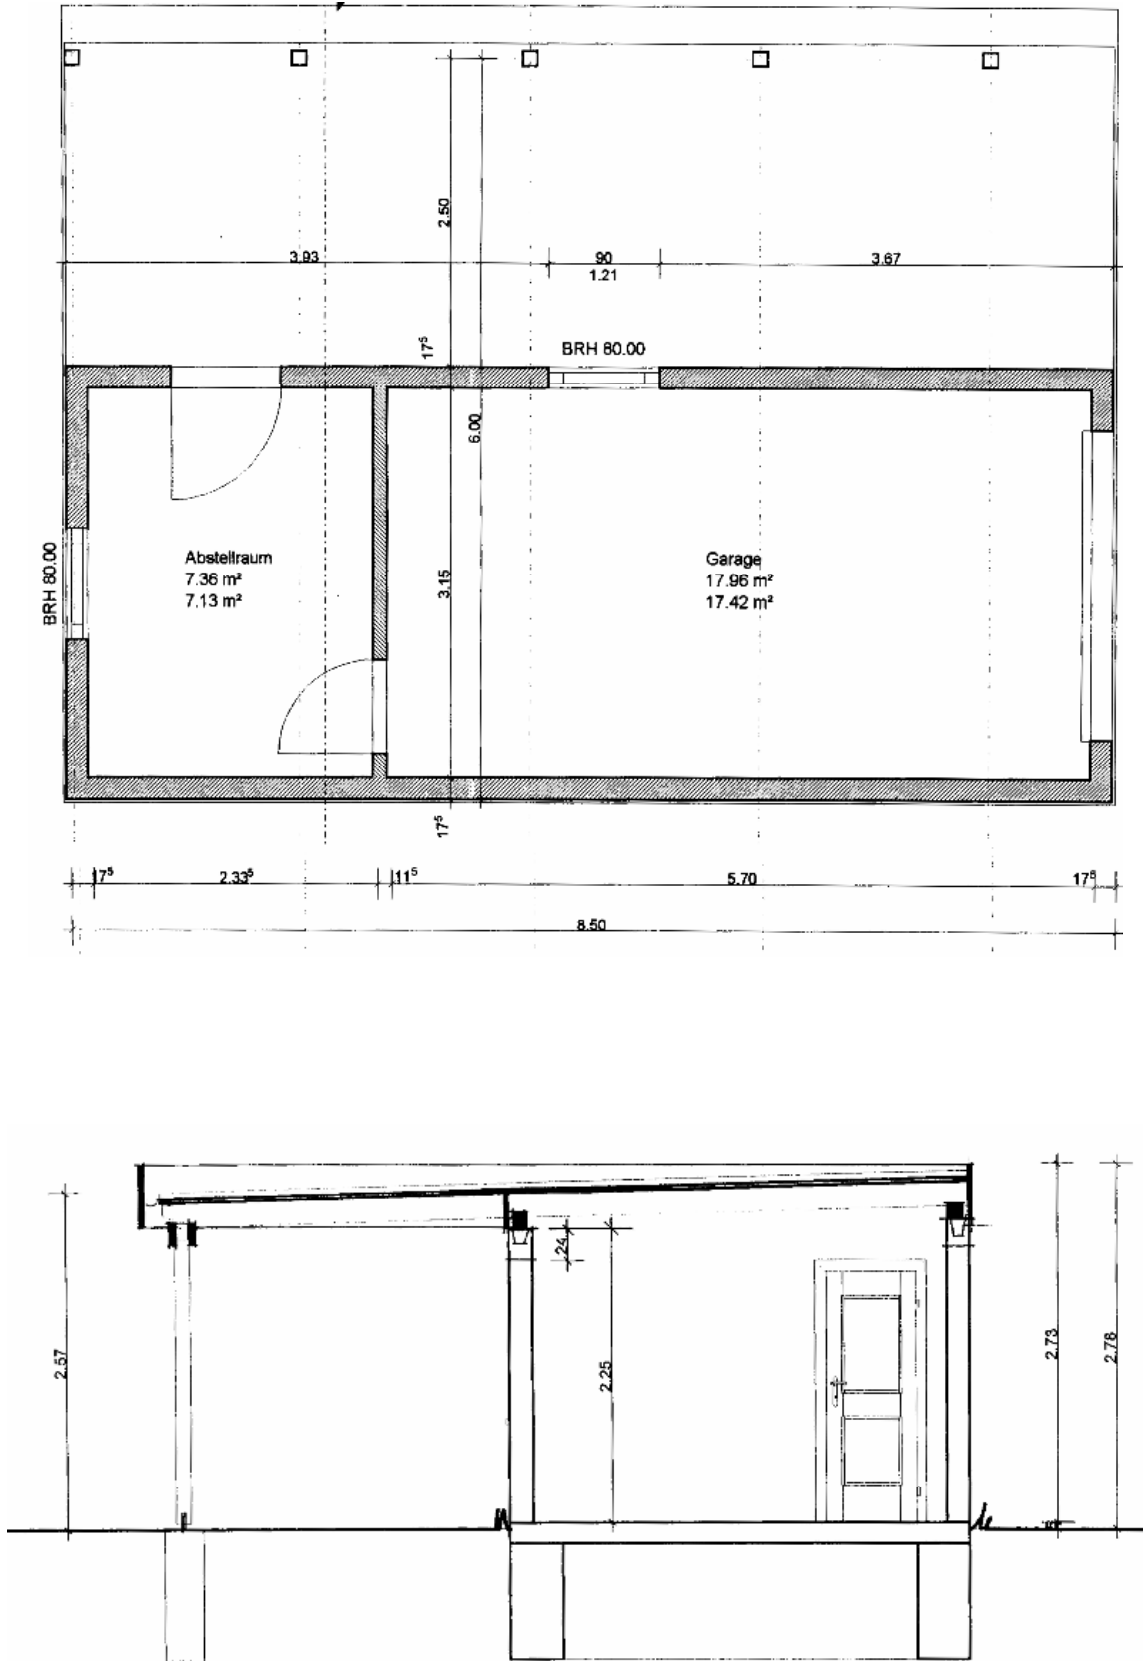 2.50
3.93
90
1.21
3.67
17⁵
BRH 80.00
6.00
BRH 80.00
Abstellraum
7.36 m²
7.13 m²
3.15
Garage
17.96 m²
17.42 m²
17⁵
17⁵
2.33⁵
11⁵
5.70
17⁵
8.50
24
2.57
2.25
2.73
2.78